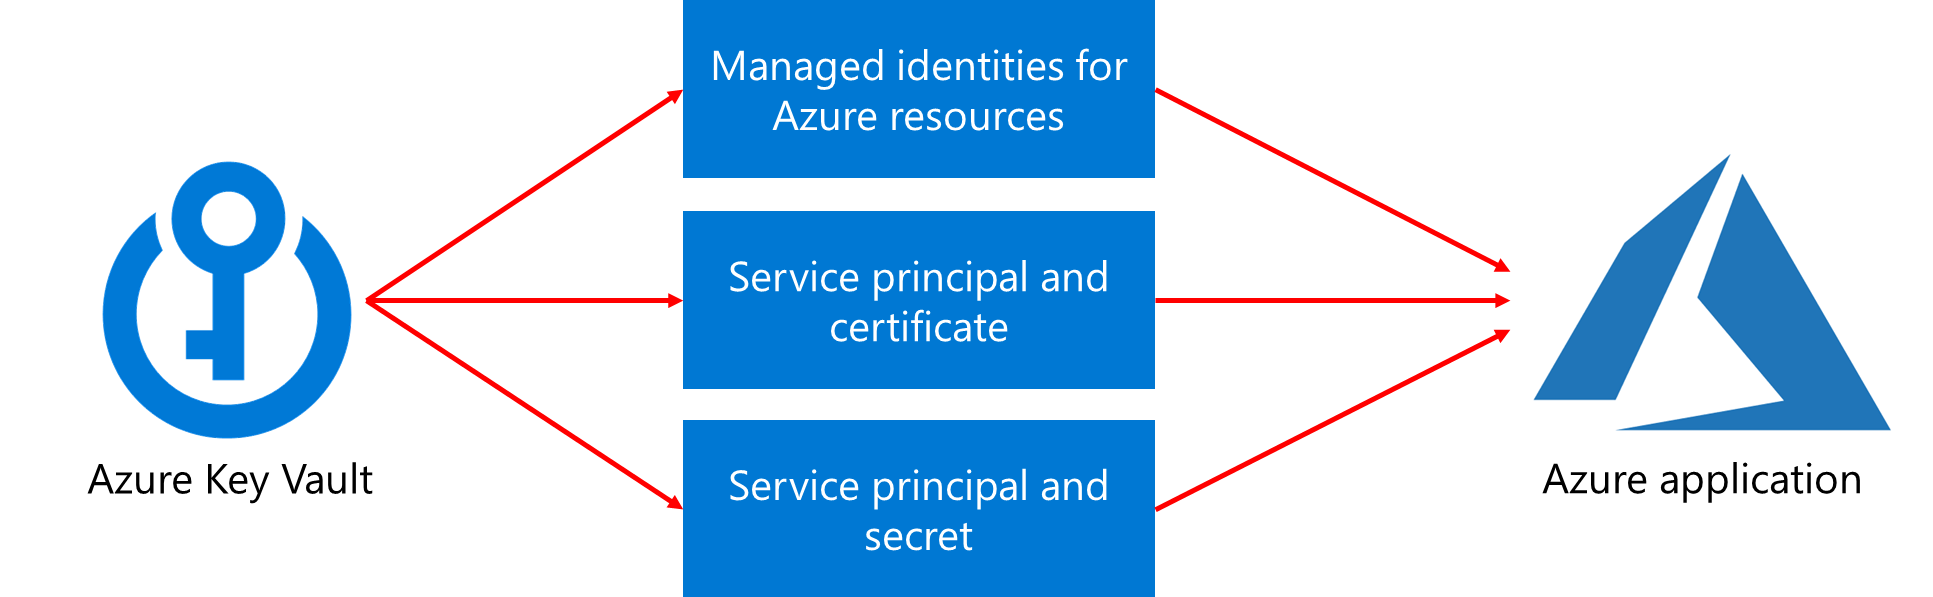 Managed identities for
Azure resources
Service principal and
certificate
Service principal and
secret
Azure Key Vault
Azure application